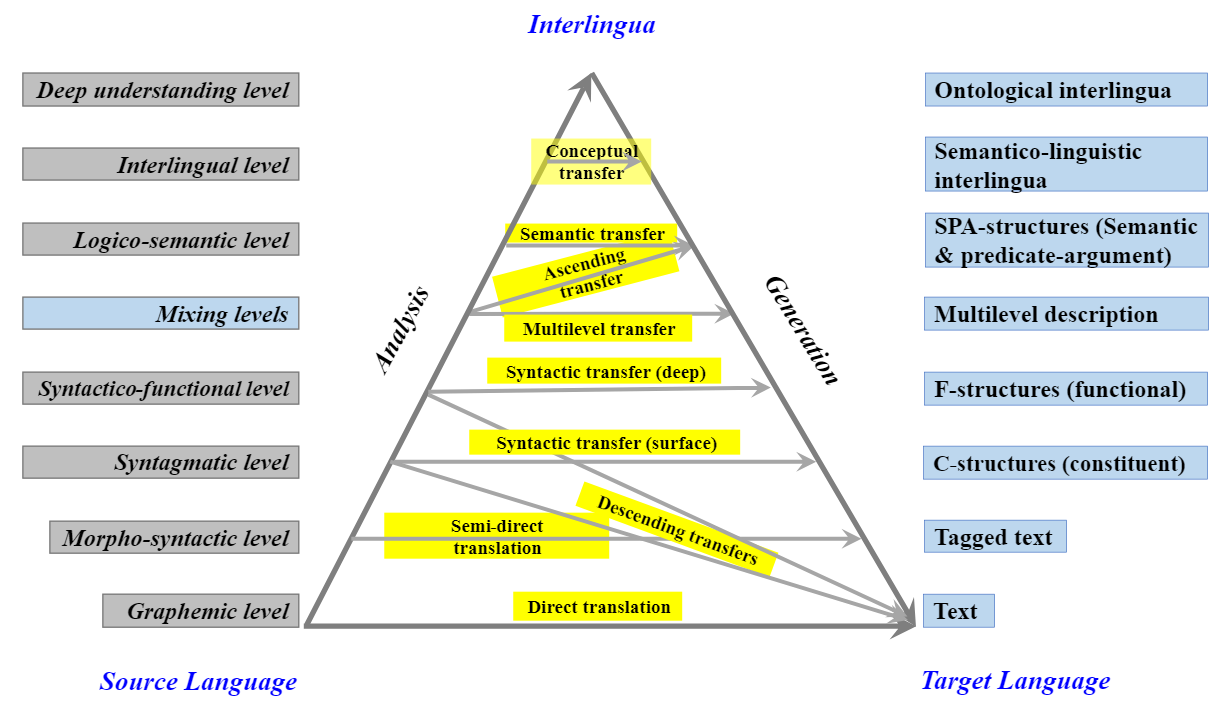 Interlingua
Deep understanding level
Ontological interlingua
Conceptual
transfer
Interlingual level
Semantico-linguistic
interlingua
Semantic transfer
Logico-semantic level
SPA-structures (Semantic
& predicate-argument)
Ascending
transfer
Analysis
Generation
Mixing levels
Multilevel description
Multilevel transfer
Syntactic transfer (deep)
Syntactico-functional level
F-structures (functional)
Syntactic transfer (surface)
Syntagmatic level
C-structures (constituent)
Descending transfers
Semi-direct
translation
Morpho-syntactic level
Tagged text
Graphemic level
Direct translation
Text
Source Language
Target Language